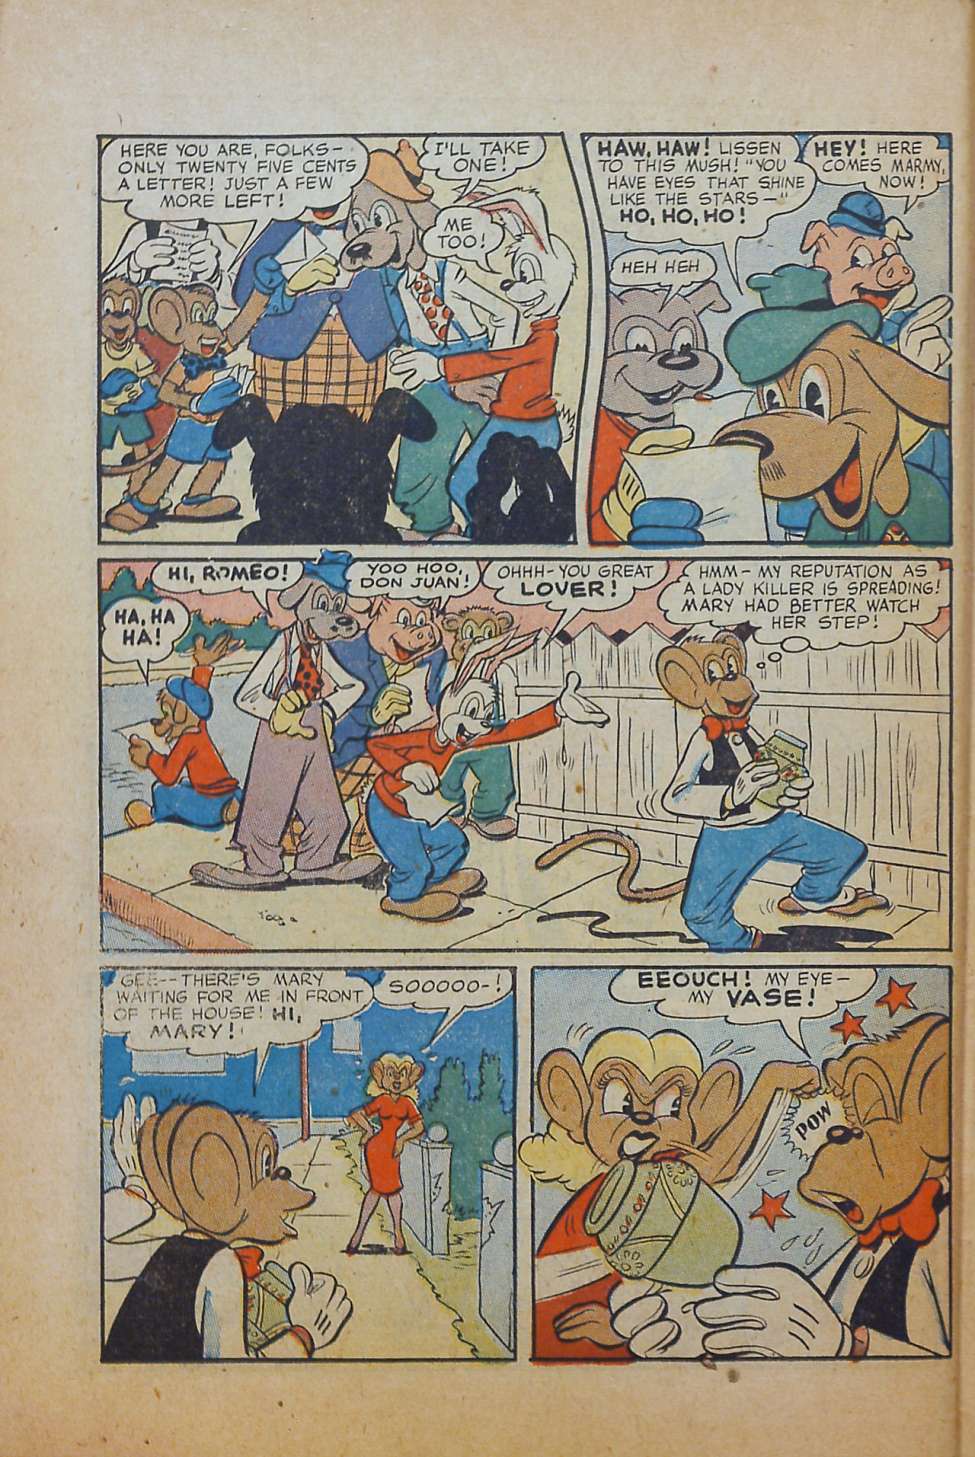 HERE YOU ARE, FOLKS-
ONLY TWENTY FIVE CENTS
A LETTER! JUST A FEW
MORE LEFT!
I'LL TAKE
ONE!
ME
TOO!
HAW, HAW! LISSEN
TO THIS MUSH! "YOU
HAVE EYES THAT SHINE
LIKE THE STARS-"
HO, HO, HO!
HEY! HERE
COMES MARMY,
NOW!
HEH HEH
HA, HA
HA!
HI, ROMEO!
YOO HOO,
DON JUAN!
OHHH-YOU GREAT
LOVER!
HMM- MY REPUTATION AS
A LADY KILLER IS SPREADING!
MARY HAD BETTER WATCH
HER STEP!
GEE--THERE'S MARY
WAITING FOR ME IN FRONT
OF THE HOUSE! HI,
MARY!
SOOOOO-!
EEOUCH! MY EYE-
MY VASE!
POW